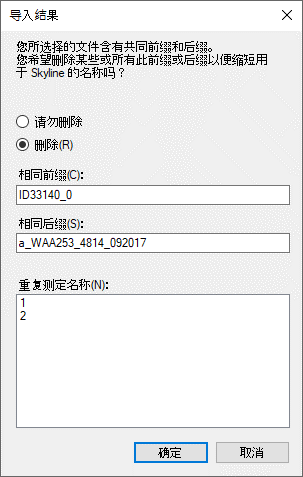 导入结果
您所选择的文件含有共同前缀和后缀。
您希望删除某些或所有此前缀或后缀以便缩短用
于 Skyline 的名称吗？
请勿删除
删除(R)
相同前缀(C):
ID33140_0
相同后缀(S):
a_WAA253_4814_092017
重复测定名称(N):
1
2
确定
取消